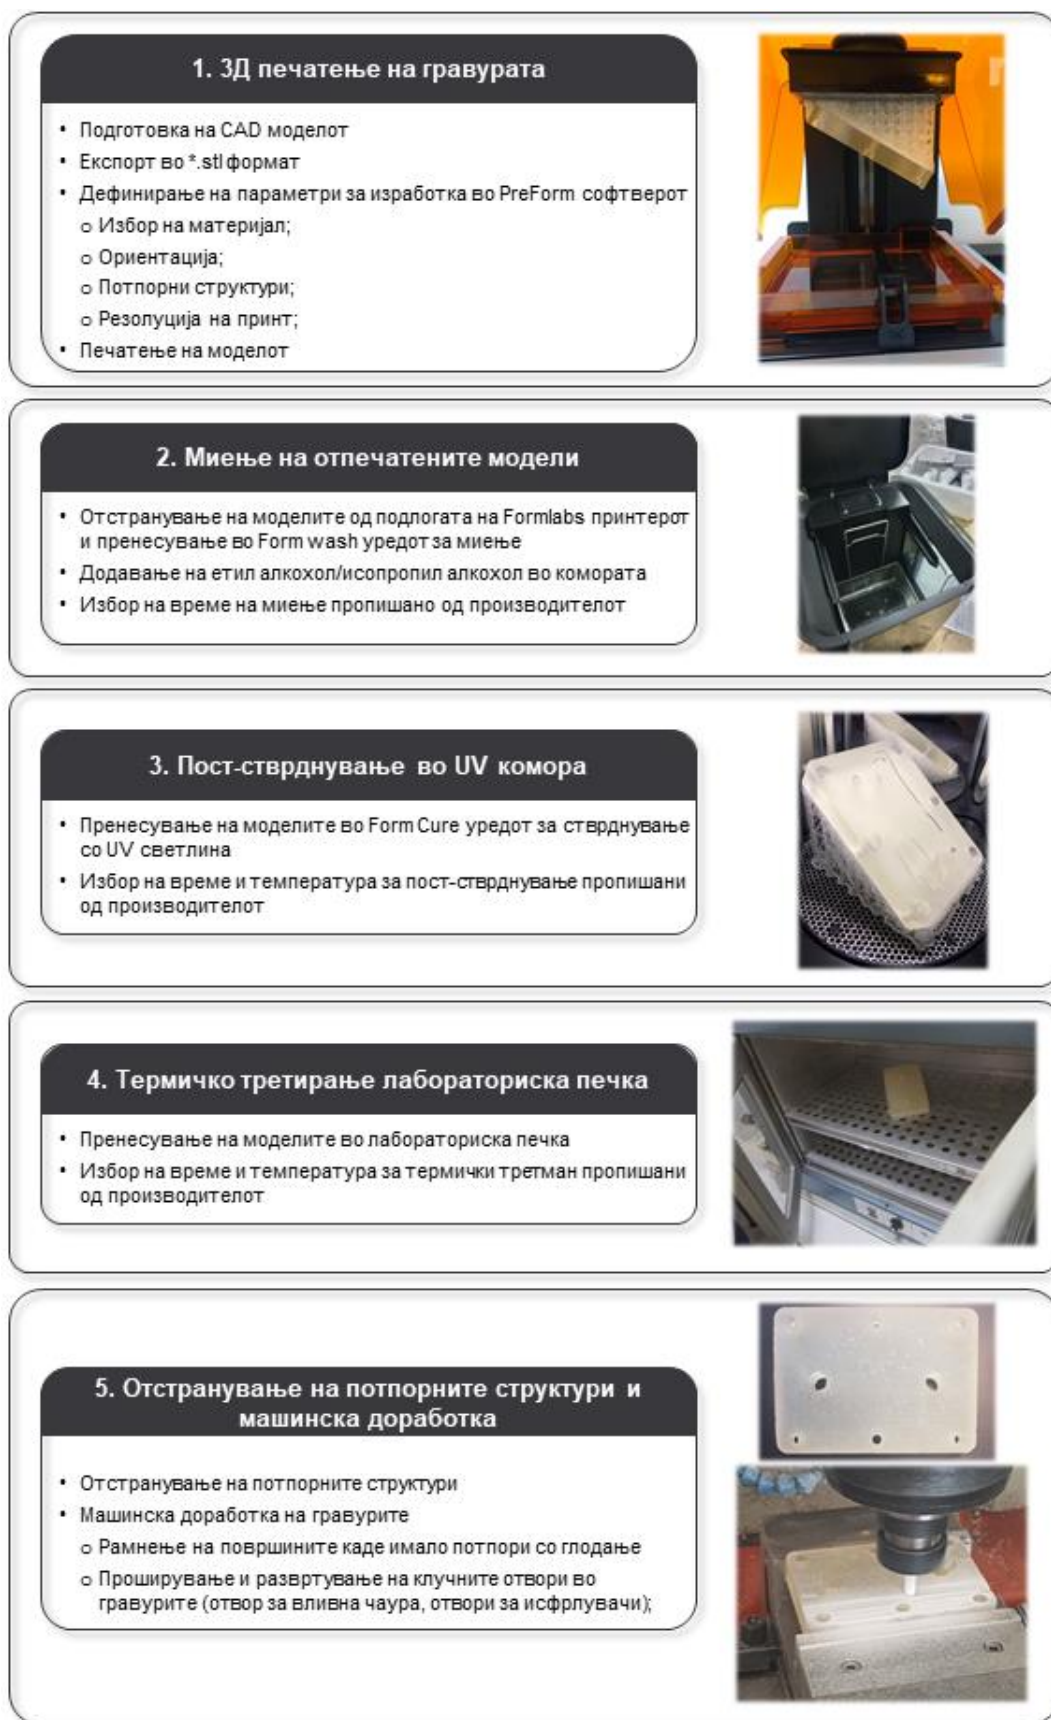 1. 3Д печатење на гравурата
• Подготовка на CAD моделот
• Експорт во *.stl формат
• Дефинирање на параметри за изработка во PreForm софтверот
o Избор на материјал;
o Ориентација;
o Потпорни структури;
o Резолуција на принт;
• Печатење на моделот
2. Миење на отпечатените модели
• Отстранување на моделите од подлогата на Formlabs принтерот
и пренесување во Form wash уредот за миење
• Додавање на етил алкохол/исопропил алкохол во комората
• Избор на време на миење пропишано од производителот
3. Пост-стврднување во UV комора
• Пренесување на моделите во Form Cure уредот за стврднување
со UV светлина
• Избор на време и температура за пост-стврднување пропишани
од производителот
4. Термичко третирање лабораториска печка
• Пренесување на моделите во лабораториска печка
• Избор на време и температура за термички третман пропишани
од производителот
5. Отстранување на потпорните структури и
машинска доработка
• Отстранување на потпорните структури
• Машинска доработка на гравурите
o Рамнење на површините каде имало потпори со глодање
o Проширување и развртување на клучните отвори во
гравурите (отвор за вливна чаура, отвори за исфрлувачи);